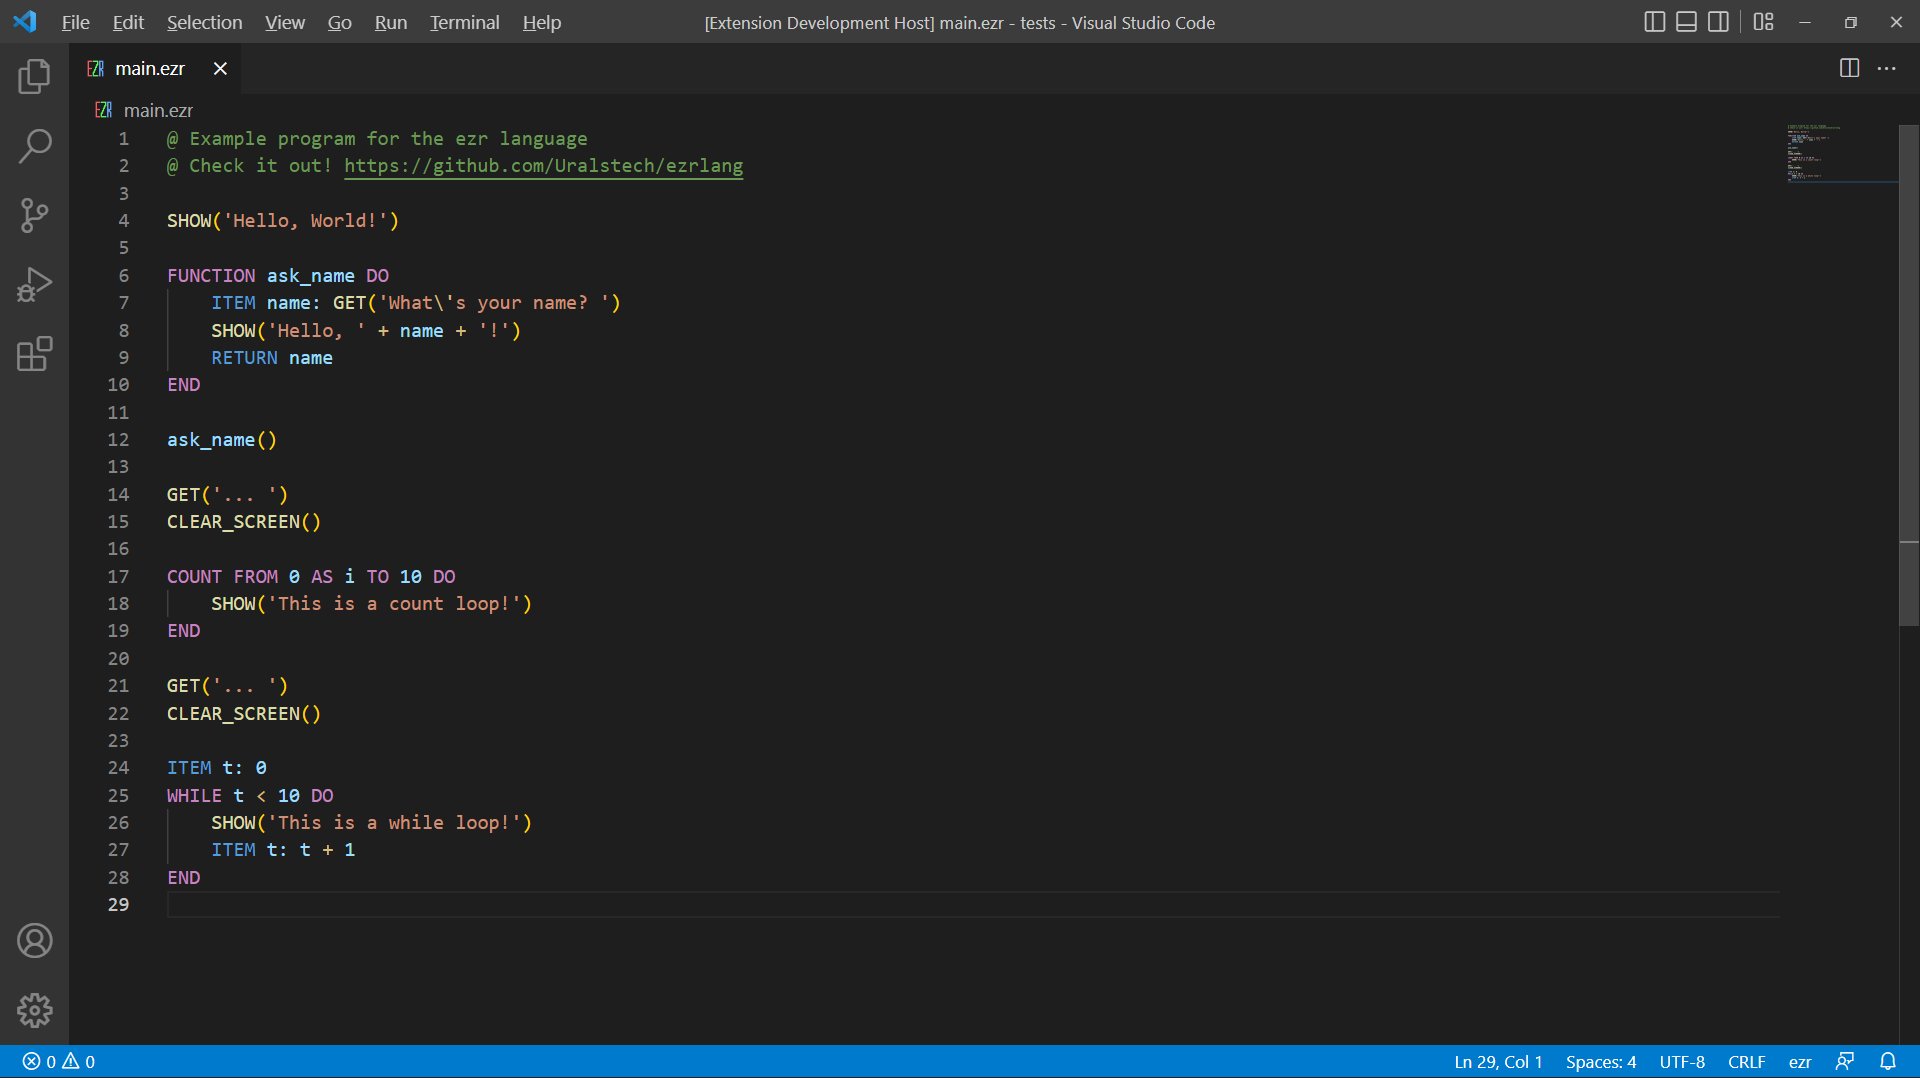 File Edit Selection View Go Run Terminal Help [Extension Development Host] main.ezr - tests - Visual Studio Code
EZR main.ezr
EZR main.ezr
1 @ Example program for the ezr language
2 @ Check it out! https://github.com/Uralstech/ezrlang
3
4 SHOW('Hello, World!')
5
6 FUNCTION ask_name DO
7     ITEM name: GET('What\'s your name? ')
8     SHOW('Hello, ' + name + '!')
9     RETURN name
10 END
11
12 ask_name()
13
14 GET('... ')
15 CLEAR_SCREEN()
16
17 COUNT FROM 0 AS i TO 10 DO
18     SHOW('This is a count loop!')
19 END
20
21 GET('... ')
22 CLEAR_SCREEN()
23
24 ITEM t: 0
25 WHILE t < 10 DO
26     SHOW('This is a while loop!')
27     ITEM t: t + 1
28 END
29
0 0 Ln 29, Col 1 Spaces: 4 UTF-8 CRLF ezr